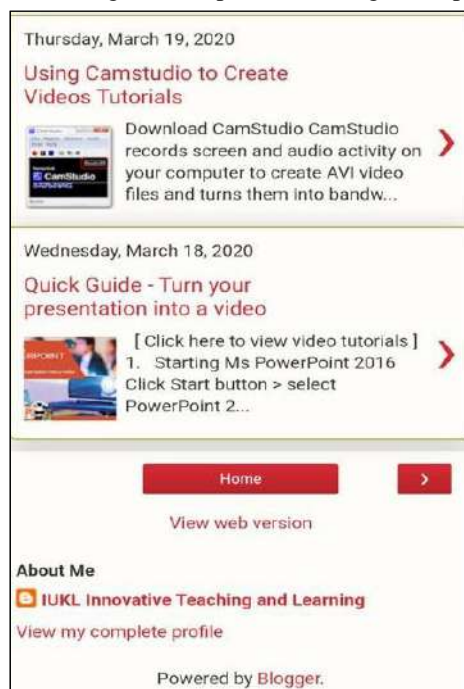 Thursday, March 19, 2020
Using Camstudio to Create
Videos Tutorials
Download CamStudio CamStudio
records screen and audio activity on
your computer to create AVI video
files and turns them into bandw...
CamStudio
Wednesday, March 18, 2020
Quick Guide - Turn your
presentation into a video
[ Click here to view video tutorials ]
1. Starting Ms PowerPoint 2016
Click Start button > select
PowerPoint 2...
Home
View web version
About Me
IUKL Innovative Teaching and Learning
View my complete profile
Powered by Blogger.